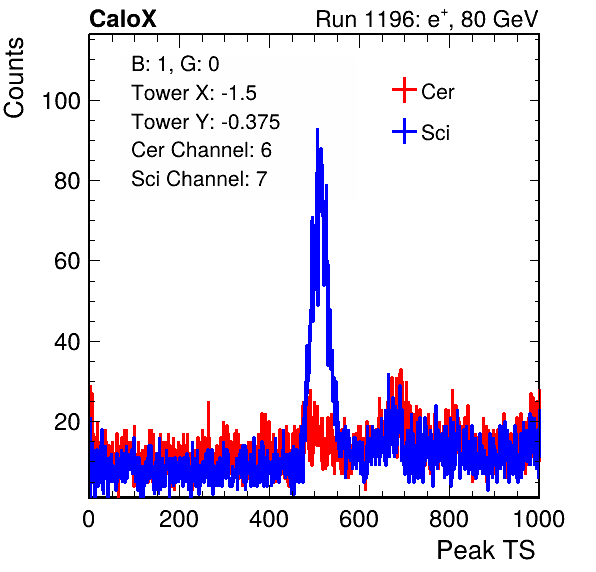 CaloX Run 1196: e⁺, 80 GeV
Counts
B: 1, G: 0
Tower X: -1.5
Tower Y: -0.375
Cer Channel: 6
Sci Channel: 7
Cer
Sci
100
80
60
40
20
0 200 400 600 800 1000
Peak TS